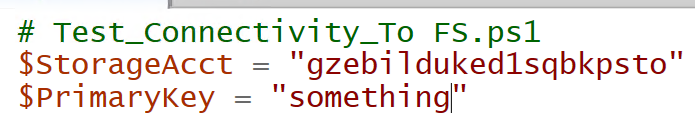 # Test_Connectivity_To FS.ps1
$StorageAcct = "gzebilduked1sqbkpsto"
$PrimaryKey = "something"